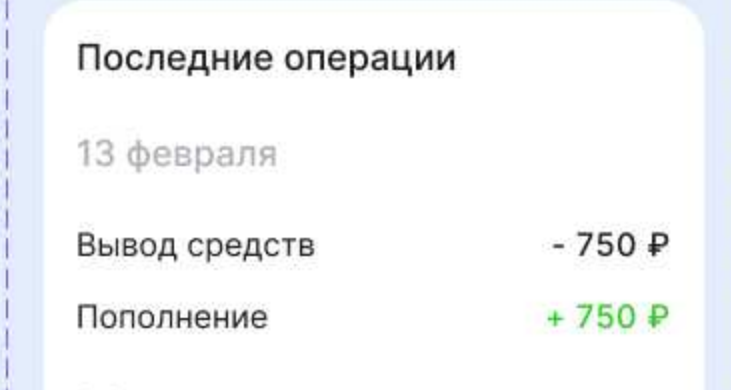 Последние операции
13 февраля
Вывод средств - 750 ₽
Пополнение + 750 ₽